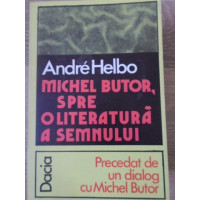 André Helbo
MICHEL BUTOR,
SPRE
O LITERATURĂ
A SEMNULUI
Precedat de
un dialog
cu Michel Butor
Dacia